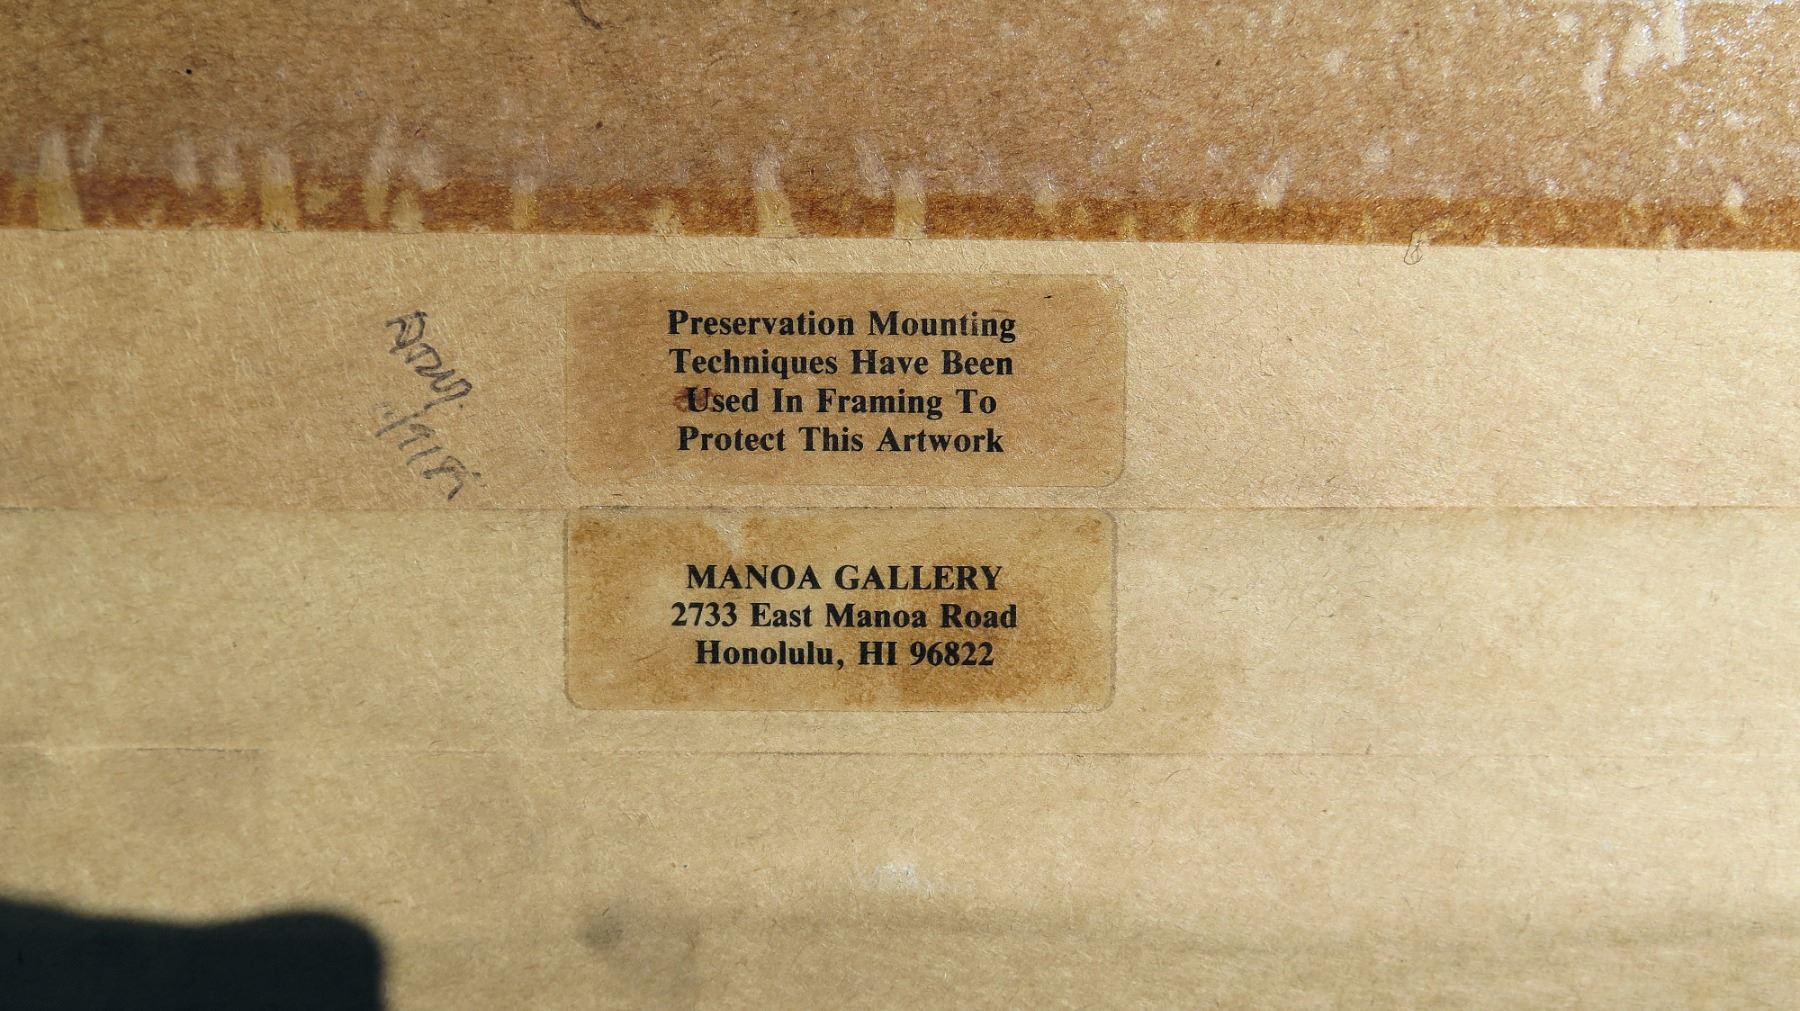 Preservation Mounting
Techniques Have Been
Used In Framing To
Protect This Artwork
MANOA GALLERY
2733 East Manoa Road
Honolulu, HI 96822